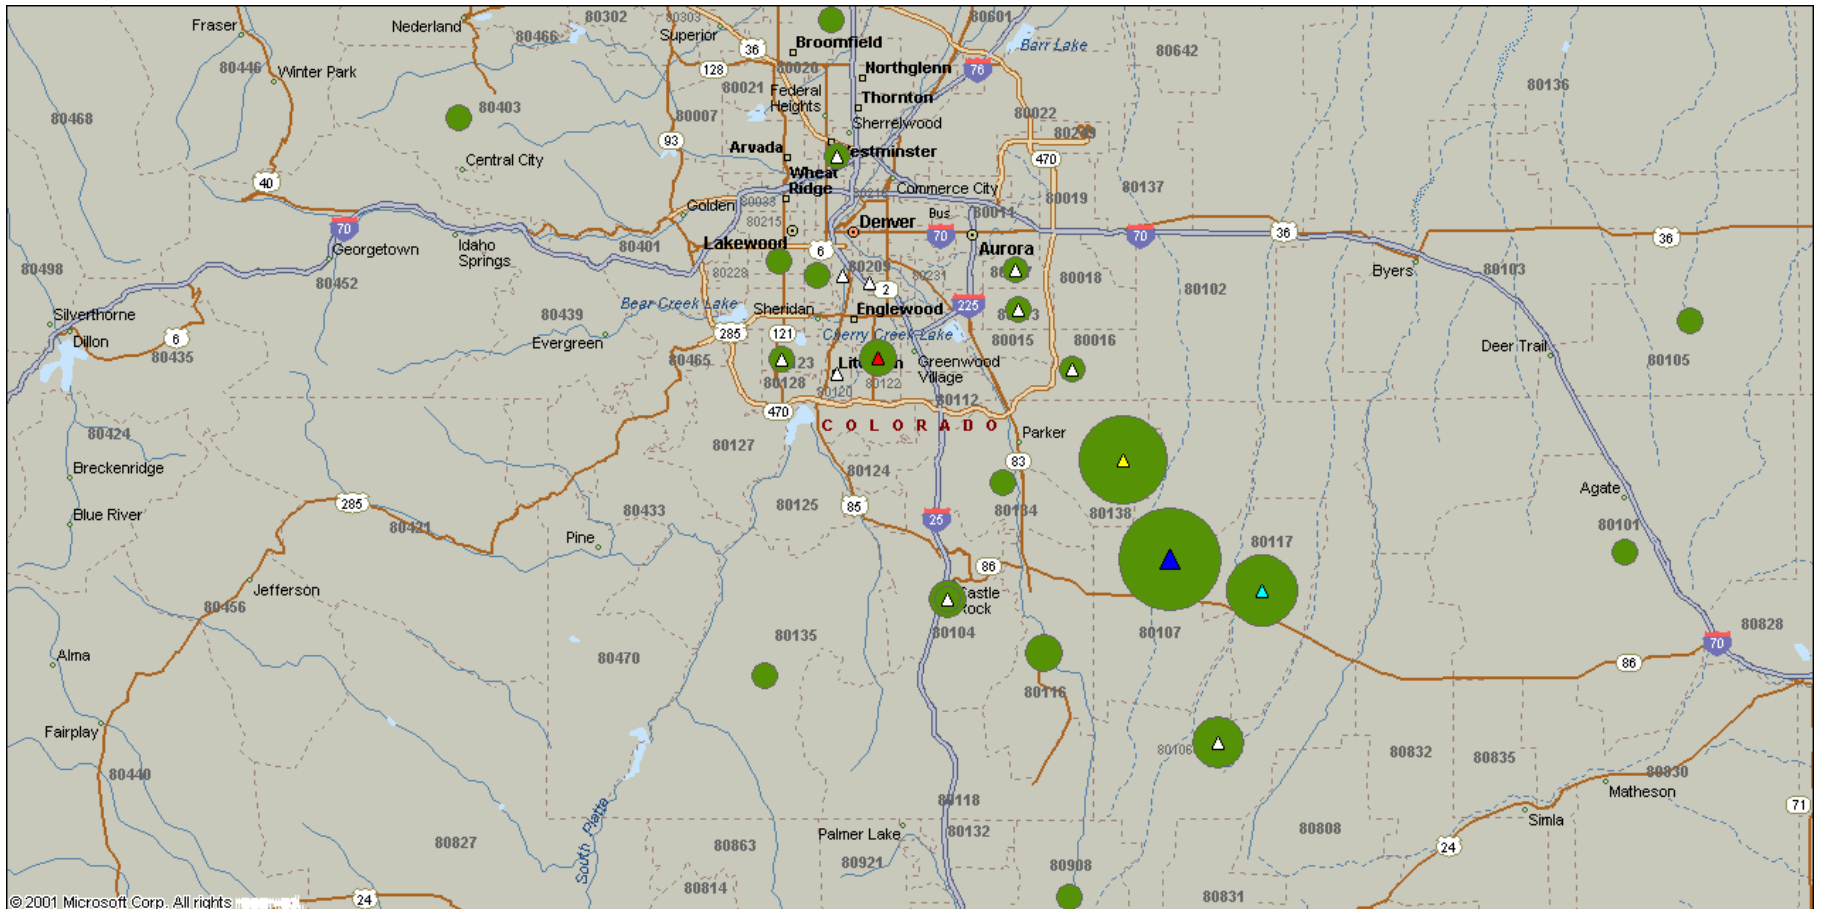 Fraser
Nederland
80302
80303
Superior
80466
36
Broomfield
80601
Barr Lake
80642
80446
Winter Park
128
80020
Northglenn
76
80021
Federal
Heights
Thornton
80136
80468
80403
80007
Sherrelwood
80022
93
Arvada
Westminster
470
Central City
Wheat
Ridge
40
80033
Commerce City
80019
80137
Golden
80215
Denver
Bus
80011
70
Georgetown
Idaho
Springs
80401
Lakewood
6
70
Aurora
70
36
36
80498
80452
80228
80209
80231
80018
80102
Byers
80103
2
225
Silverthorne
80439
Bear Creek Lake
Sheridan
Englewood
Dillon
6
80435
Evergreen
80465
285
121
Cherry Creek Lake
80015
80016
Deer Trail
80105
80128
80120
80122
Greenwood
Village
80112
470
COLORADO
80424
80127
Parker
Breckenridge
80124
83
Blue River
285
80421
80433
80125
85
25
80134
80138
Agate
80101
Pine
80117
86
Jefferson
Castle
Rock
80456
80104
80107
80135
80828
Alma
80470
70
86
80116
Fairplay
80106
80832
80835
80440
80830
Matheson
80118
71
South Platte
Simla
80827
80863
Palmer Lake
80132
80808
24
80921
80908
80814
80831
24
© 2001 Microsoft Corp. All rights